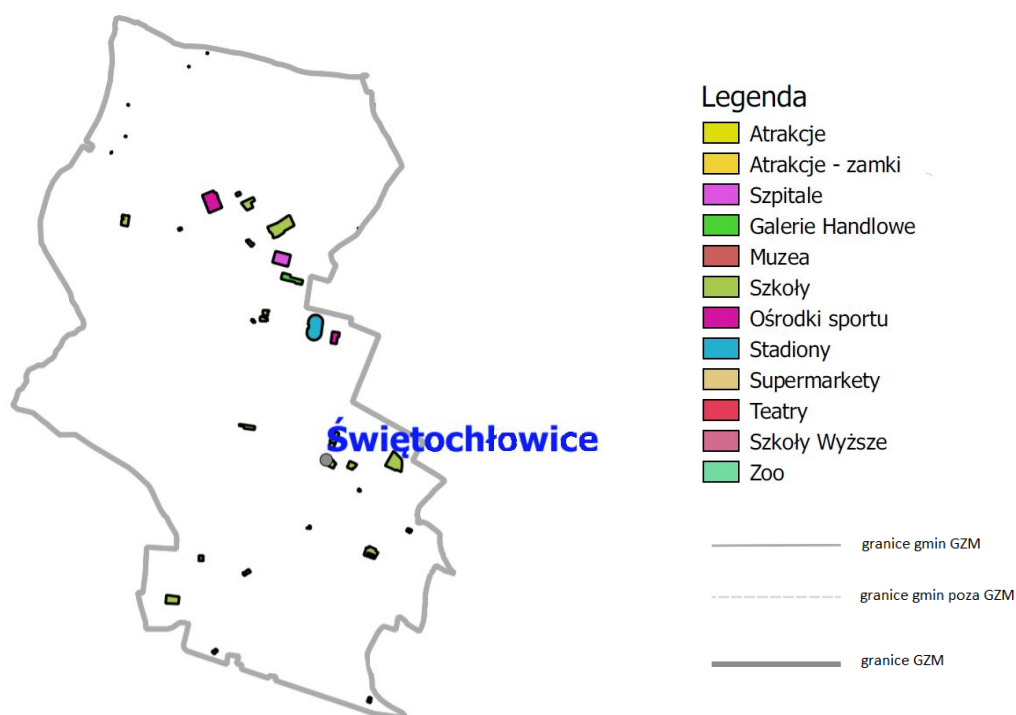 Legenda
Atrakcje
Atrakcje - zamki
Szpitale
Galerie Handlowe
Muzea
Szkoły
Ośrodki sportu
Stadiony
Supermarkety
Teatry
Szkoły Wyższe
Zoo
Świętochłowice
granice gmin GZM
granice gmin poza GZM
granice GZM